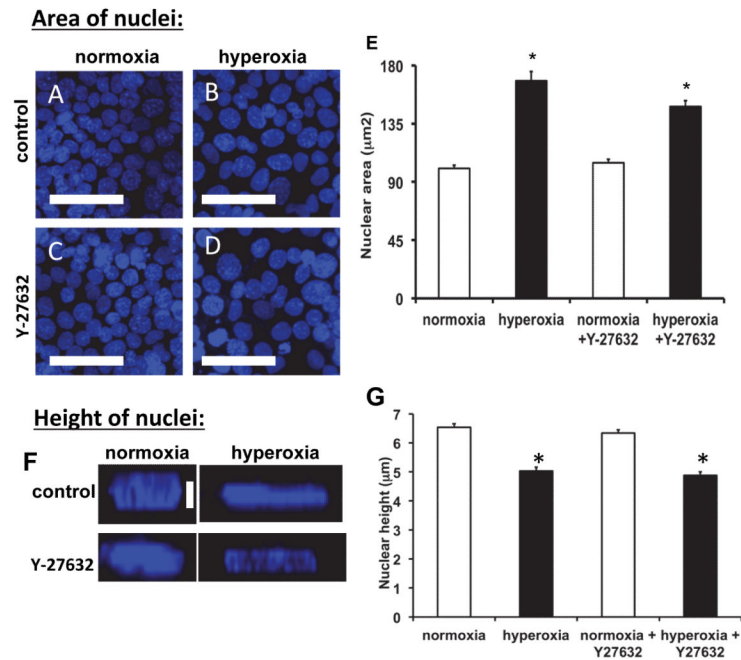 Area of nuclei:
normoxia
hyperoxia
control
A
B
Y-27632
C
D
E
Nuclear area (μm2)
180
135
90
45
0
*
*
normoxia
hyperoxia
normoxia
+Y-27632
hyperoxia
+Y-27632
Height of nuclei:
F
normoxia
hyperoxia
control
Y-27632
G
Nuclear height (μm)
7
6
5
4
3
2
1
0
*
*
normoxia
hyperoxia
normoxia +
Y27632
hyperoxia +
Y27632